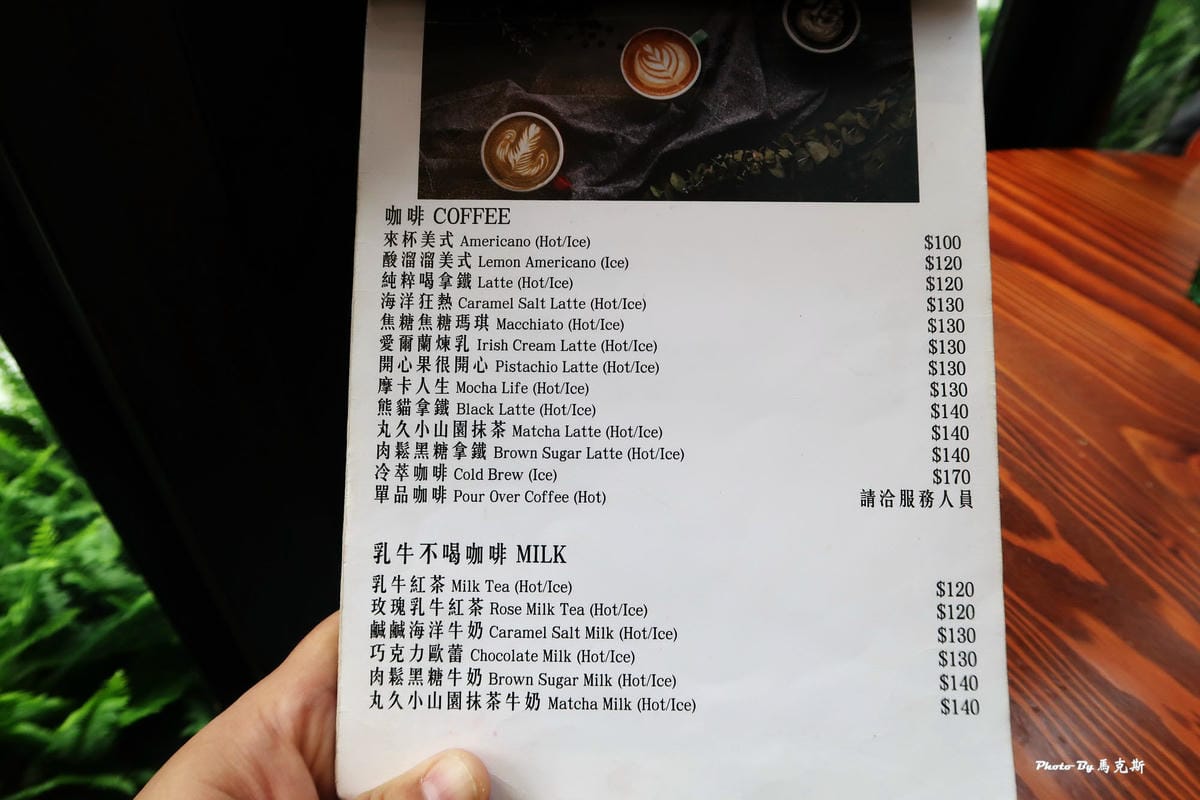 咖啡 COFFEE
來杯美式 Americano (Hot/Ice) $100
酸溜溜美式 Lemon Americano (Ice) $120
純粹喝拿鐵 Latte (Hot/Ice) $120
海洋狂熱 Caramel Salt Latte (Hot/Ice) $130
焦糖焦糖瑪琪 Macchiato (Hot/Ice) $130
愛爾蘭煉乳 Irish Cream Latte (Hot/Ice) $130
開心果很開心 Pistachio Latte (Hot/Ice) $130
摩卡人生 Mocha Life (Hot/Ice) $130
熊貓拿鐵 Black Latte (Hot/Ice) $140
丸久小山園抹茶 Matcha Latte (Hot/Ice) $140
肉鬆黑糖拿鐵 Brown Sugar Latte (Hot/Ice) $140
冷萃咖啡 Cold Brew (Ice) $170
單品咖啡 Pour Over Coffee (Hot) 請洽服務人員
乳牛不喝咖啡 MILK
乳牛紅茶 Milk Tea (Hot/Ice) $120
玫瑰乳牛紅茶 Rose Milk Tea (Hot/Ice) $120
鹹鹹海洋牛奶 Caramel Salt Milk (Hot/Ice) $130
巧克力歐蕾 Chocolate Milk (Hot/Ice) $130
肉鬆黑糖牛奶 Brown Sugar Milk (Hot/Ice) $140
丸久小山園抹茶牛奶 Matcha Milk (Hot/Ice) $140
Photo By 馬克斯